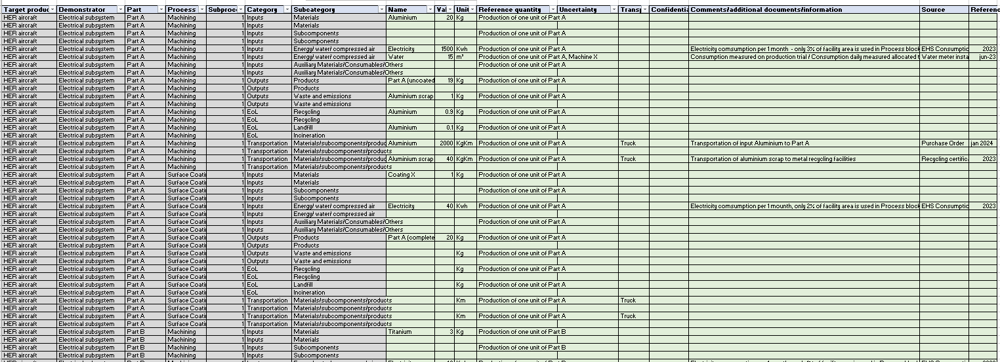 Target produc Demonstrator Part Process Subproc Category Subcategory Name Val Unit Reference quantity Uncertainty Transp Confidentia Comments/additional documents/information Source Referenc
HER aircraft Electrical subsystem Part A Machining 1 Inputs Materials Aluminium 20 Kg Production of one unit of Part A
HER aircraft Electrical subsystem Part A Machining 1 Inputs Materials
HER aircraft Electrical subsystem Part A Machining 1 Inputs Subcomponents Production of one unit of Part A
HER aircraft Electrical subsystem Part A Machining 1 Inputs Subcomponents
HER aircraft Electrical subsystem Part A Machining 1 Inputs Energy/ water/ compressed air Electricity 1500 Kwh Production of one unit of Part A Electricity comsumption per 1 month - only 3% of facility area is used in Process block EHS Consumptio 2023
HER aircraft Electrical subsystem Part A Machining 1 Inputs Energy/ water/ compressed air Water 15 m³ Production of one unit of Part A, Machine X Consumption measured on production trial / Consumption daily measured allocated t Water meter insta jun-23
HER aircraft Electrical subsystem Part A Machining 1 Inputs Auxiliary Materials/Consumables/Others Production of one unit of Part A
HER aircraft Electrical subsystem Part A Machining 1 Inputs Auxiliary Materials/Consumables/Others
HER aircraft Electrical subsystem Part A Machining 1 Outputs Products Part A (uncoated 19 Kg Production of one unit of Part A
HER aircraft Electrical subsystem Part A Machining 1 Outputs Products
HER aircraft Electrical subsystem Part A Machining 1 Outputs Waste and emissions Aluminium scrap 1 Kg Production of one unit of Part A
HER aircraft Electrical subsystem Part A Machining 1 Outputs Waste and emissions
HER aircraft Electrical subsystem Part A Machining 1 EoL Recycling Aluminium 0.9 Kg Production of one unit of Part A
HER aircraft Electrical subsystem Part A Machining 1 EoL Recycling
HER aircraft Electrical subsystem Part A Machining 1 EoL Landfill Aluminium 0.1 Kg Production of one unit of Part A
HER aircraft Electrical subsystem Part A Machining 1 EoL Incineration
HER aircraft Electrical subsystem Part A Machining 1 Transportation Materials/subcomponents/produc Aluminium 2000 KgKm Production of one unit of Part A Truck Transportation of input Aluminium to Part A Purchase Order jan 2024
HER aircraft Electrical subsystem Part A Machining 1 Transportation Materials/subcomponents/products
HER aircraft Electrical subsystem Part A Machining 1 Transportation Materials/subcomponents/produc Aluminium scrap 40 KgKm Production of one unit of Part A Truck Transportation of aluminium scrap to metal recycling facilities Recycling certific 2023
HER aircraft Electrical subsystem Part A Machining 1 Transportation Materials/subcomponents/products
HER aircraft Electrical subsystem Part A Surface Coati 1 Inputs Materials Coating X 1 Kg Production of one unit of Part A
HER aircraft Electrical subsystem Part A Surface Coati 1 Inputs Materials
HER aircraft Electrical subsystem Part A Surface Coati 1 Inputs Subcomponents Production of one unit of Part A
HER aircraft Electrical subsystem Part A Surface Coati 1 Inputs Subcomponents
HER aircraft Electrical subsystem Part A Surface Coati 1 Inputs Energy/ water/ compressed air Electricity 40 Kwh Production of one unit of Part A Electricity comsumption per 1 mounth, only 2% of facility area is used in Process block EHS Consumptio 2023
HER aircraft Electrical subsystem Part A Surface Coati 1 Inputs Energy/ water/ compressed air
HER aircraft Electrical subsystem Part A Surface Coati 1 Inputs Auxiliary Materials/Consumables/Others Production of one unit of Part A
HER aircraft Electrical subsystem Part A Surface Coati 1 Inputs Auxiliary Materials/Consumables/Others
HER aircraft Electrical subsystem Part A Surface Coati 1 Outputs Products Part A (complete 20 Kg Production of one unit of Part A
HER aircraft Electrical subsystem Part A Surface Coati 1 Outputs Products
HER aircraft Electrical subsystem Part A Surface Coati 1 Outputs Waste and emissions Kg Production of one unit of Part A
HER aircraft Electrical subsystem Part A Surface Coati 1 Outputs Waste and emissions
HER aircraft Electrical subsystem Part A Surface Coati 1 EoL Recycling Kg Production of one unit of Part A
HER aircraft Electrical subsystem Part A Surface Coati 1 EoL Recycling
HER aircraft Electrical subsystem Part A Surface Coati 1 EoL Landfill Kg Production of one unit of Part A
HER aircraft Electrical subsystem Part A Surface Coati 1 EoL Incineration
HER aircraft Electrical subsystem Part A Surface Coati 1 Transportation Materials/subcomponents/products Km Production of one unit of Part A Truck
HER aircraft Electrical subsystem Part A Surface Coati 1 Transportation Materials/subcomponents/products
HER aircraft Electrical subsystem Part A Surface Coati 1 Transportation Materials/subcomponents/products Km Production of one unit of Part A Truck
HER aircraft Electrical subsystem Part A Surface Coati 1 Transportation Materials/subcomponents/products
HER aircraft Electrical subsystem Part B Machining 1 Inputs Materials Titanium 3 Kg Production of one unit of Part B
HER aircraft Electrical subsystem Part B Machining 1 Inputs Materials
HER aircraft Electrical subsystem Part B Machining 1 Inputs Subcomponents Production of one unit of Part B
HER aircraft Electrical subsystem Part B Machining 1 Inputs Subcomponents